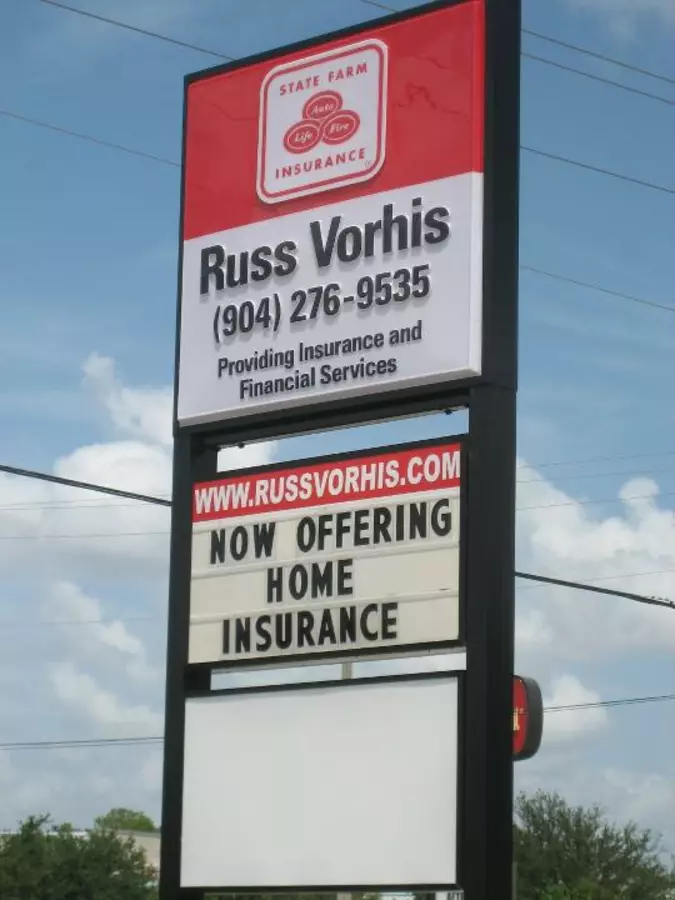 STATE FARM
Auto
Life Fire
INSURANCE
Russ Vorhis
(904) 276-9535
Providing Insurance and
Financial Services
WWW.RUSSVORHIS.COM
NOW OFFERING
HOME
INSURANCE